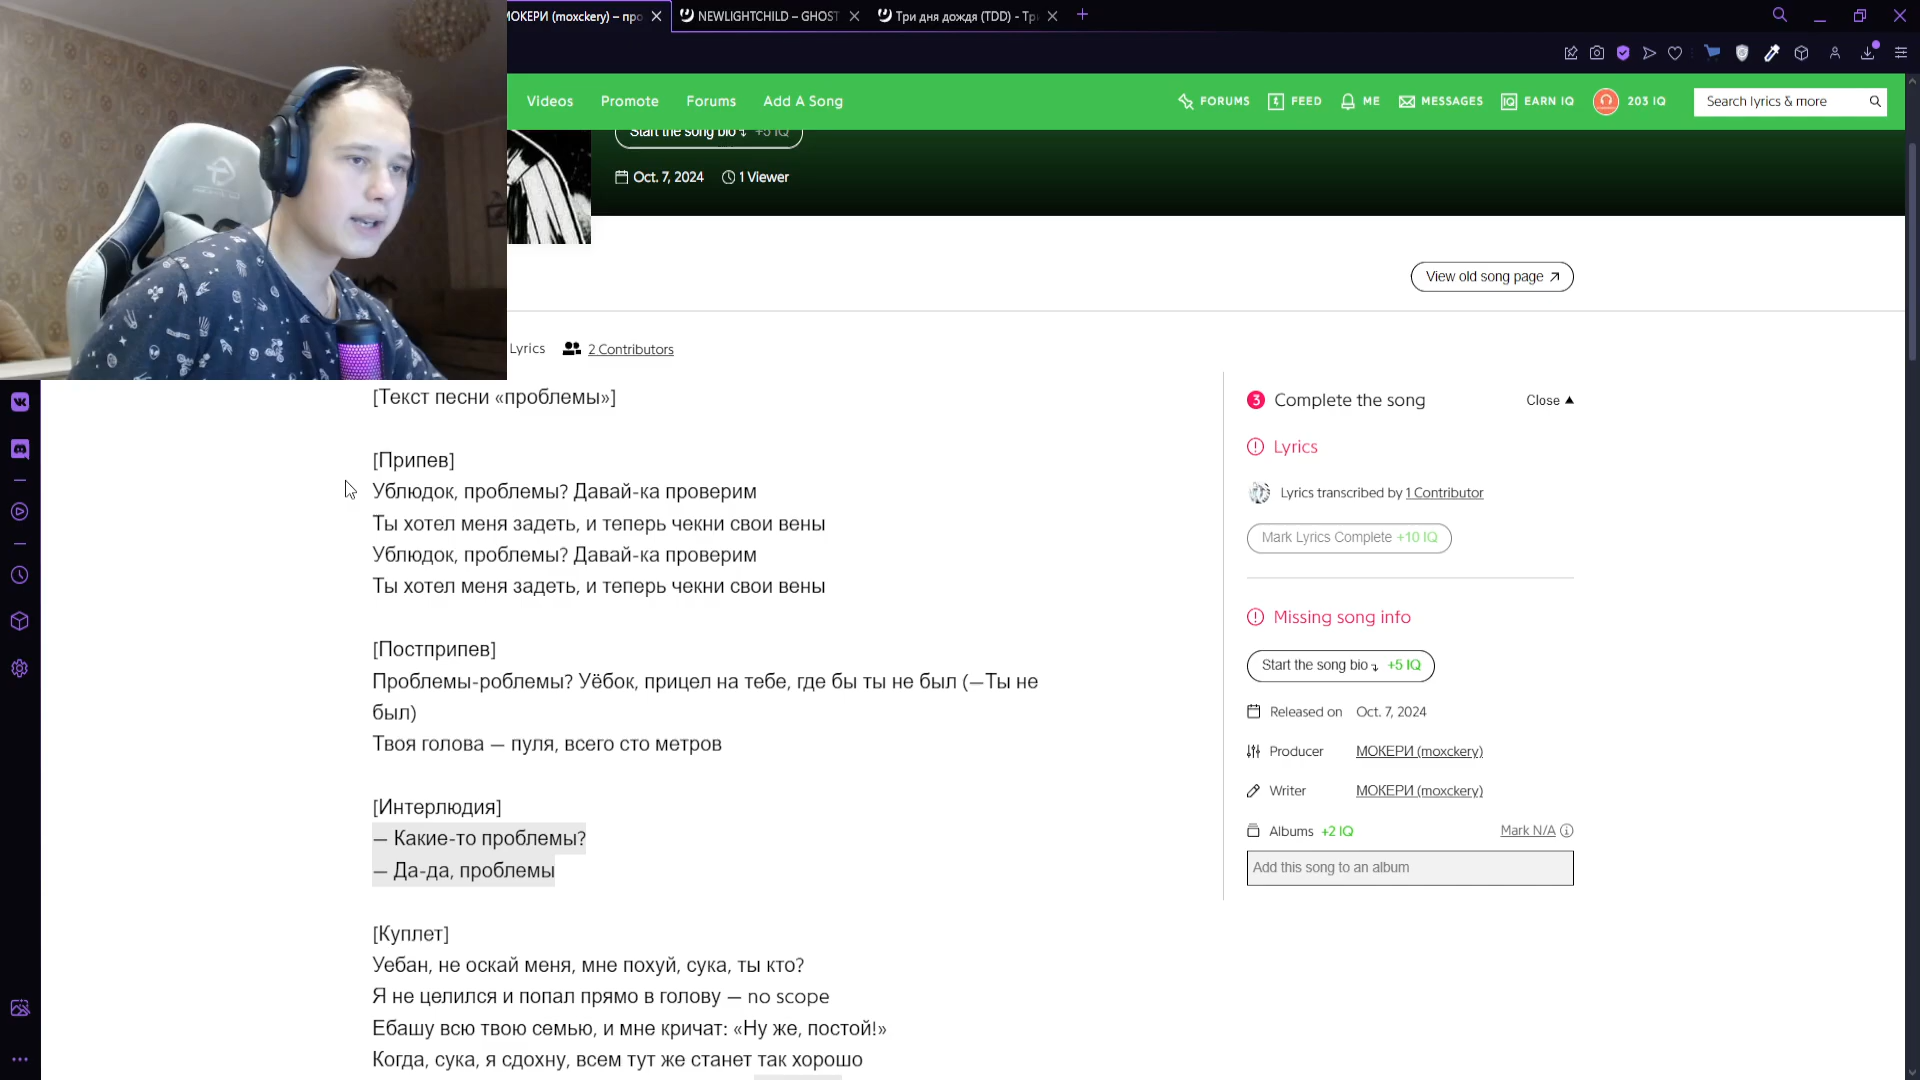 МОКЕРИ (moxckery) – про
NEWLIGHTCHILD – GHOST
Три дня дождя (TDD) - Три
Videos
Promote
Forums
Add A Song
FORUMS
FEED
ME
MESSAGES
EARN IQ
203 IQ
Search lyrics & more
Start the song bio +5 IQ
Oct. 7, 2024
1 Viewer
View old song page
Lyrics
2 Contributors
[Текст песни «проблемы»]
[Припев]
Ублюдок, проблемы? Давай-ка проверим
Ты хотел меня задеть, и теперь чекни свои вены
Ублюдок, проблемы? Давай-ка проверим
Ты хотел меня задеть, и теперь чекни свои вены
[Постприпев]
Проблемы-роблемы? Уёбок, прицел на тебе, где бы ты не был (—Ты не
был)
Твоя голова — пуля, всего сто метров
[Интерлюдия]
— Какие-то проблемы?
— Да-да, проблемы
[Куплет]
Уебан, не оскай меня, мне похуй, сука, ты кто?
Я не целился и попал прямо в голову — no scope
Ебашу всю твою семью, и мне кричат: «Ну же, постой!»
Когда, сука, я сдохну, всем тут же станет так хорошо
3 Complete the song
Close
Lyrics
Lyrics transcribed by 1 Contributor
Mark Lyrics Complete +10 IQ
Missing song info
Start the song bio +5 IQ
Released on Oct. 7, 2024
Producer МОКЕРИ (moxckery)
Writer МОКЕРИ (moxckery)
Albums +2 IQ Mark N/A
Add this song to an album